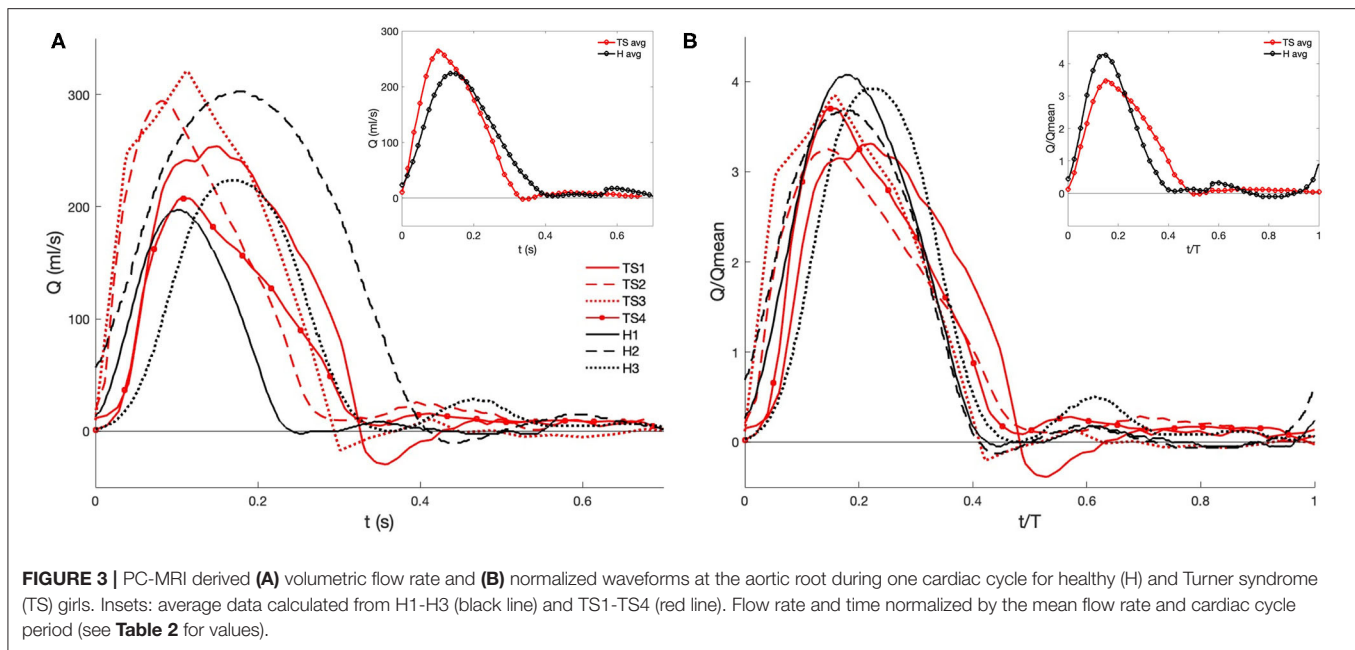 A
300
200
100
0
Q (ml/s)
0
0.2
0.4
0.6
t (s)
300
200
100
0
Q (ml/s)
0
0.2
0.4
0.6
t (s)
TS avg
H avg
TS1
TS2
TS3
TS4
H1
H2
H3
B
4
3
2
1
0
Q/Qmean
0
0.2
0.4
0.6
0.8
1
t/T
5
4
3
2
1
0
Q/Qmean
0
0.2
0.4
0.6
0.8
1
t/T
TS avg
H avg
FIGURE 3 | PC-MRI derived (A) volumetric flow rate and (B) normalized waveforms at the aortic root during one cardiac cycle for healthy (H) and Turner syndrome
(TS) girls. Insets: average data calculated from H1-H3 (black line) and TS1-TS4 (red line). Flow rate and time normalized by the mean flow rate and cardiac cycle
period (see Table 2 for values).